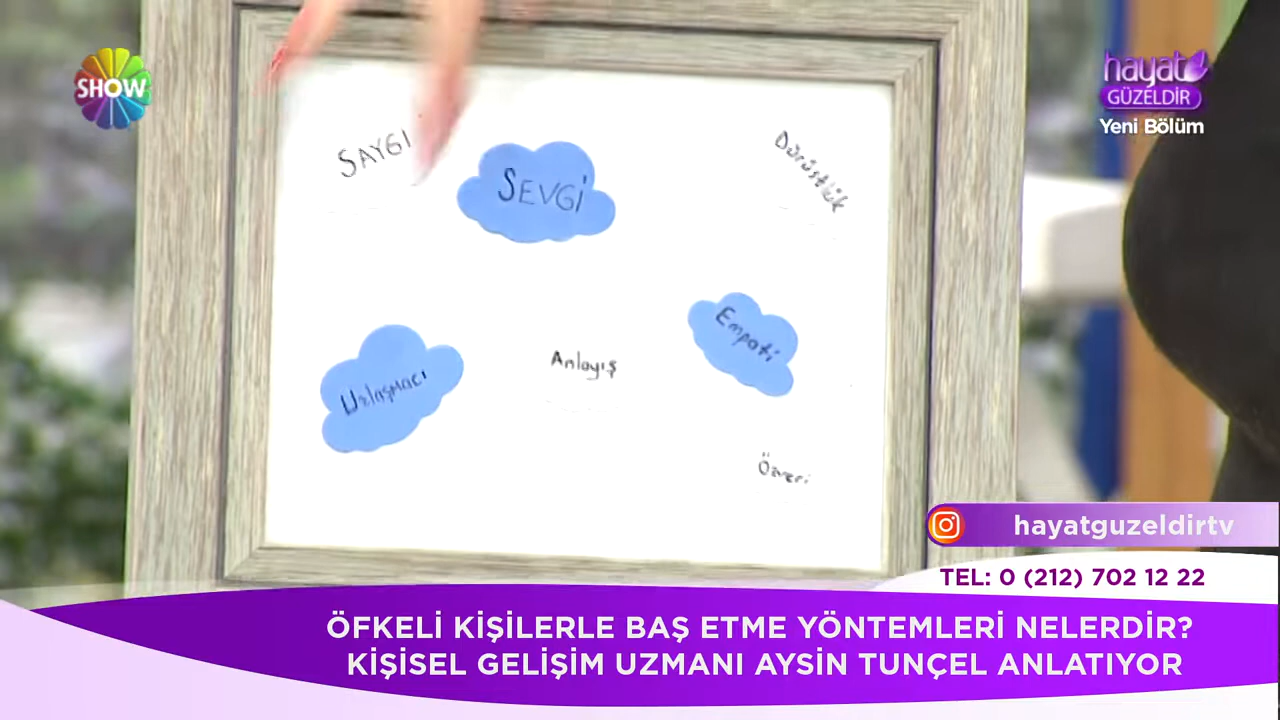 SHOW
hayat
GÜZELDİR
Yeni Bölüm
SAYGI
SEVGİ
Dürüstlük
Uzlaşmacı
Anlayış
Empati
Özveri
hayatguzeldirtv
TEL: 0 (212) 702 12 22
ÖFKELİ KİŞİLERLE BAŞ ETME YÖNTEMLERİ NELERDİR?
KİŞİSEL GELİŞİM UZMANI AYSİN TUNÇEL ANLATIYOR